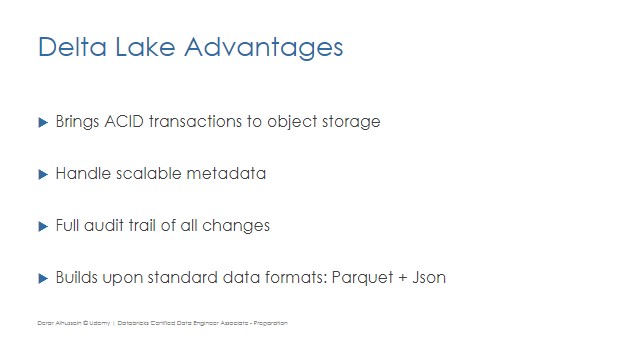 Delta Lake Advantages
Brings ACID transactions to object storage
Handle scalable metadata
Full audit trail of all changes
Builds upon standard data formats: Parquet + Json
Derar Alhussein © Udemy | Databricks Certified Data Engineer Associate - Preparation